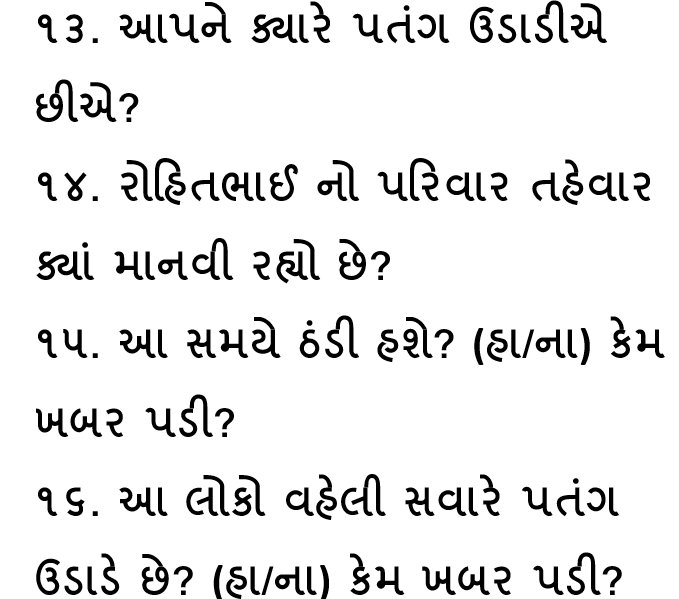 ૧૩. આપને ક્યારે પતંગ ઉડાડીએ
છીએ?
૧૪. રોહિતભાઈ નો પરિવાર તહેવાર
ક્યાં માનવી રહ્યો છે?
૧૫. આ સમયે ઠંડી હશે? (હા/ના) કેમ
ખબર પડી?
૧૬. આ લોકો વહેલી સવારે પતંગ
ઉડાડે છે? (હા/ના) કેમ ખબર પડી?